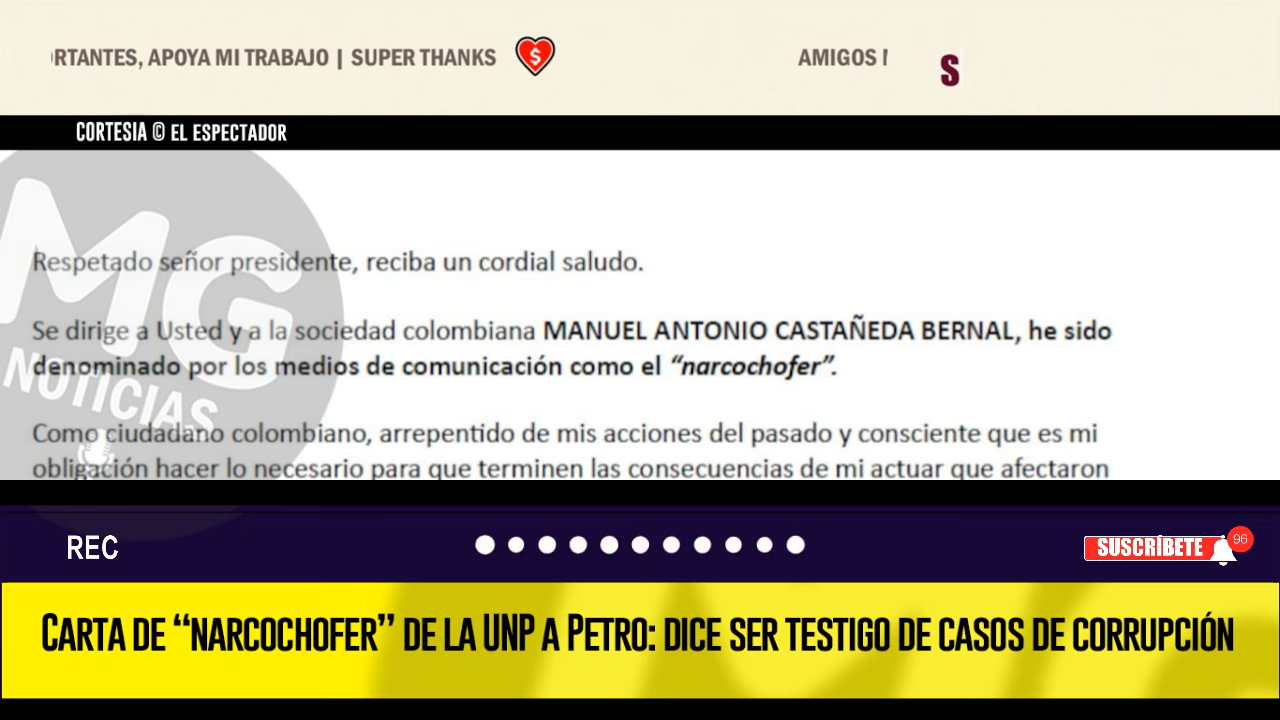 RTANTES, APOYA MI TRABAJO | SUPER THANKS
$
AMIGOS
S
CORTESIA © EL ESPECTADOR
MG
NOTICIAS
Respetado señor presidente, reciba un cordial saludo.
Se dirige a Usted y a la sociedad colombiana MANUEL ANTONIO CASTAÑEDA BERNAL, he sido
denominado por los medios de comunicación como el “narcochofer”.
Como ciudadano colombiano, arrepentido de mis acciones del pasado y consciente que es mi
obligación hacer lo necesario para que terminen las consecuencias de mi actuar que afectaron
REC
SUSCRÍBETE
96
CARTA DE “NARCOCHOFER” DE LA UNP A PETRO: DICE SER TESTIGO DE CASOS DE CORRUPCIÓN